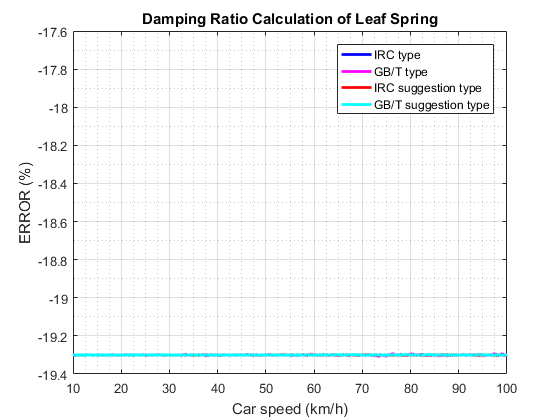 Damping Ratio Calculation of Leaf Spring
-17.6
-17.8
-18
-18.2
-18.4
-18.6
-18.8
-19
-19.2
-19.4
ERROR (%)
IRC type
GB/T type
IRC suggestion type
GB/T suggestion type
10 20 30 40 50 60 70 80 90 100
Car speed (km/h)